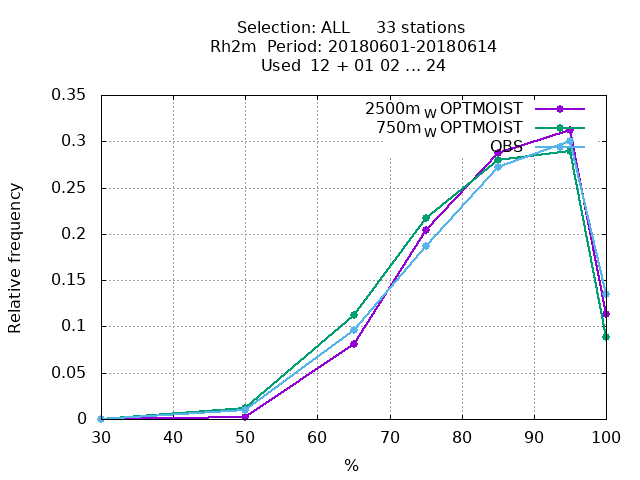 Selection: ALL 33 stations
Rh2m Period: 20180601-20180614
Used 12 + 01 02 ... 24
0.35
0.3
0.25
0.2
0.15
0.1
0.05
0
Relative frequency
2500m W OPTMOIST
750m W OPTMOIST
OBS
30 40 50 60 70 80 90 100
%